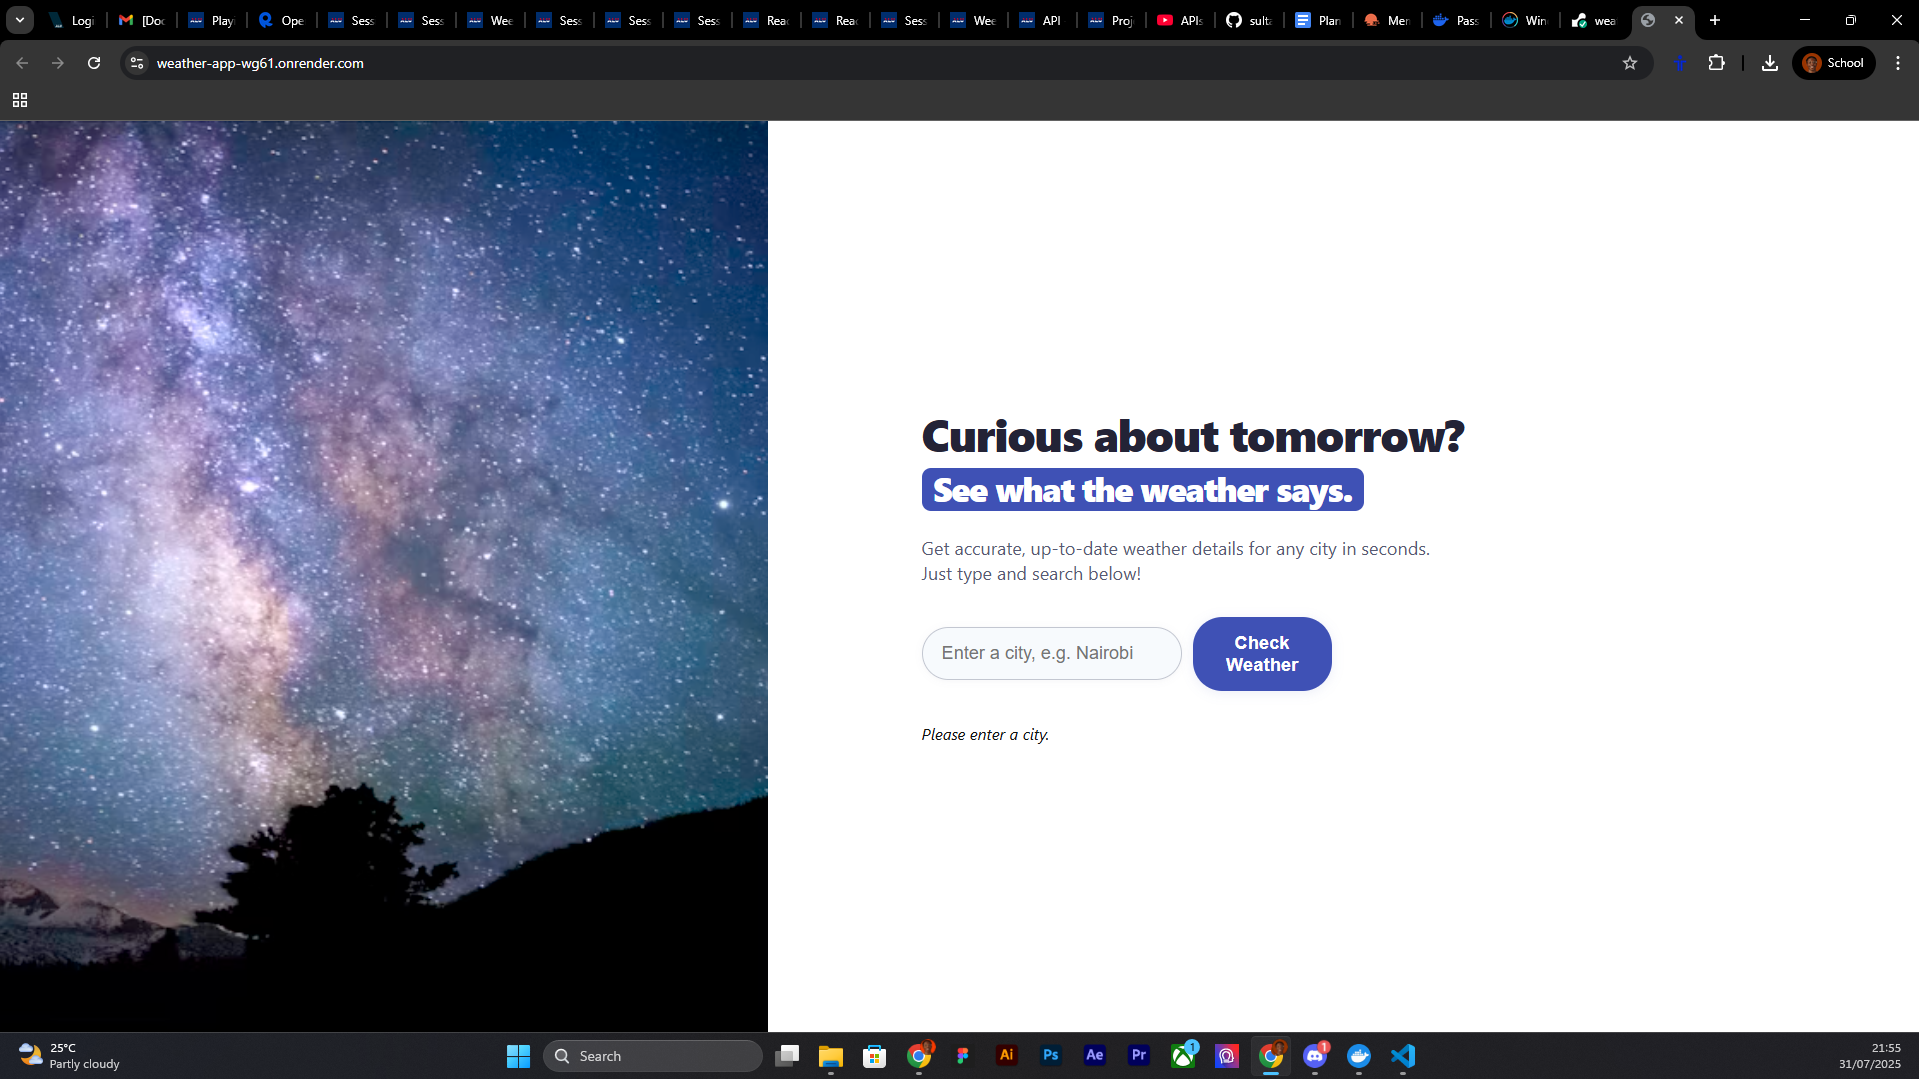 Logi
[Doc
Playi
Ope
Sess
Sess
Wee
Sess
Sess
Sess
Reac
Reac
Sess
Wee
API
Proj
APIs
sulta
Plan
Men
Pass
Win
wea
weather-app-wg61.onrender.com
School
Curious about tomorrow?
See what the weather says.
Get accurate, up-to-date weather details for any city in seconds.
Just type and search below!
Enter a city, e.g. Nairobi
Check
Weather
Please enter a city.
25°C
Partly cloudy
Search
Ai
Ps
Ae
Pr
1
1
21:55
31/07/2025